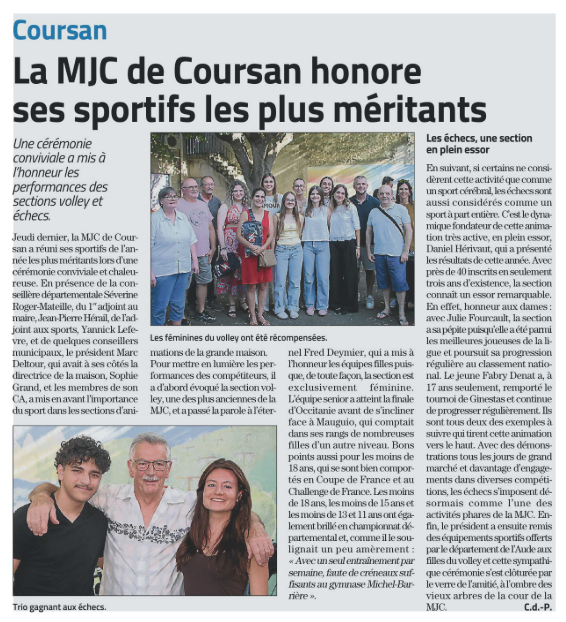 Coursan
La MJC de Coursan honore
ses sportifs les plus méritants
Une cérémonie
conviviale a mis à
l'honneur les
performances des
sections volley et
échecs.
Jeudi dernier, la MJC de Cour-
san a réuni ses sportifs de l'an-
née les plus méritants lors d'une
cérémonie conviviale et chaleu-
reuse. En présence de la con-
seillère départementale Séverine
Roger-Mateille, du 1er adjoint au
maire, Jean-Pierre Hérail, de l'ad-
joint aux sports, Yannick Lefe-
vre, et de quelques conseillers
municipaux, le président Marc
Deltour, qui avait à ses côtés la
directrice de la maison, Sophie
Grand, et les membres de son
CA, a mis en avant l'importance
du sport dans les sections d'ani-
Les féminines du volley ont été récompensées.
mations de la grande maison.
Pour mettre en lumière les per-
formances des compétiteurs, il
a d'abord évoqué la section vol-
ley, une des plus anciennes de la
MJC, et a passé la parole à l'éter-
nel Fred Deynier, qui a mis à
l'honneur les équipes filles puis-
que, de toute façon, la section est
exclusivement féminine.
L'équipe senior a atteint la finale
d'Occitanie avant de s'incliner
face à Mauguio, qui comptait
dans ses rangs de nombreuses
filles d'un autre niveau. Bons
points aussi pour les moins de
18 ans, qui se sont bien compor-
tés en Coupe de France et au
Challenge de France. Les moins
de 18 ans, les moins de 15 ans et
les moins de 13 et 11 ans ont éga-
lement brillé en championnat dé-
partemental et, comme il le sou-
lignait un peu amèrement :
« Avec un seul entraînement par
semaine, faute de créneaux suf-
fisants au gymnase Michel-Bar-
rière ».
Trio gagnant aux échecs.
Les échecs, une section
en plein essor
En suivant, si certains ne consi-
dèrent cette activité que comme
un sport cérébral, les échecs sont
aussi considérés comme un
sport à part entière. C'est le dyna-
mique fondateur de cette anima-
tion très active, en plein essor,
Daniel Hérivaut, qui a présenté
les résultats de cette année. Avec
près de 40 inscrits en seulement
trois ans d'existence, la section
connaît un essor remarquable.
En effet, honneur aux dames :
avec Julie Fourcault, la section
a sa pépite puisqu'elle a été parmi
les meilleures joueuses de la li-
gue et poursuit sa progression
régulière au classement natio-
nal. Le jeune Fabry Denat a, à
17 ans seulement, remporté le
tournoi de Ginestas et continue
de progresser régulièrement. Ils
sont tous deux des exemples à
suivre qui tirent cette animation
vers le haut. Avec des démons-
trations tous les jours de grand
marché et davantage d'engage-
ments dans diverses compéti-
tions, les échecs s'imposent dé-
sormais comme l'une des
activités phares de la MJC. En-
fin, le président a ensuite remis
des équipements sportifs offerts
par le département de l'Aude aux
filles du volley et cette sympathi-
que cérémonie s'est clôturée par
le verre de l'amitié, à l'ombre des
vieux arbres de la cour de la
MJC. C.d.-P.